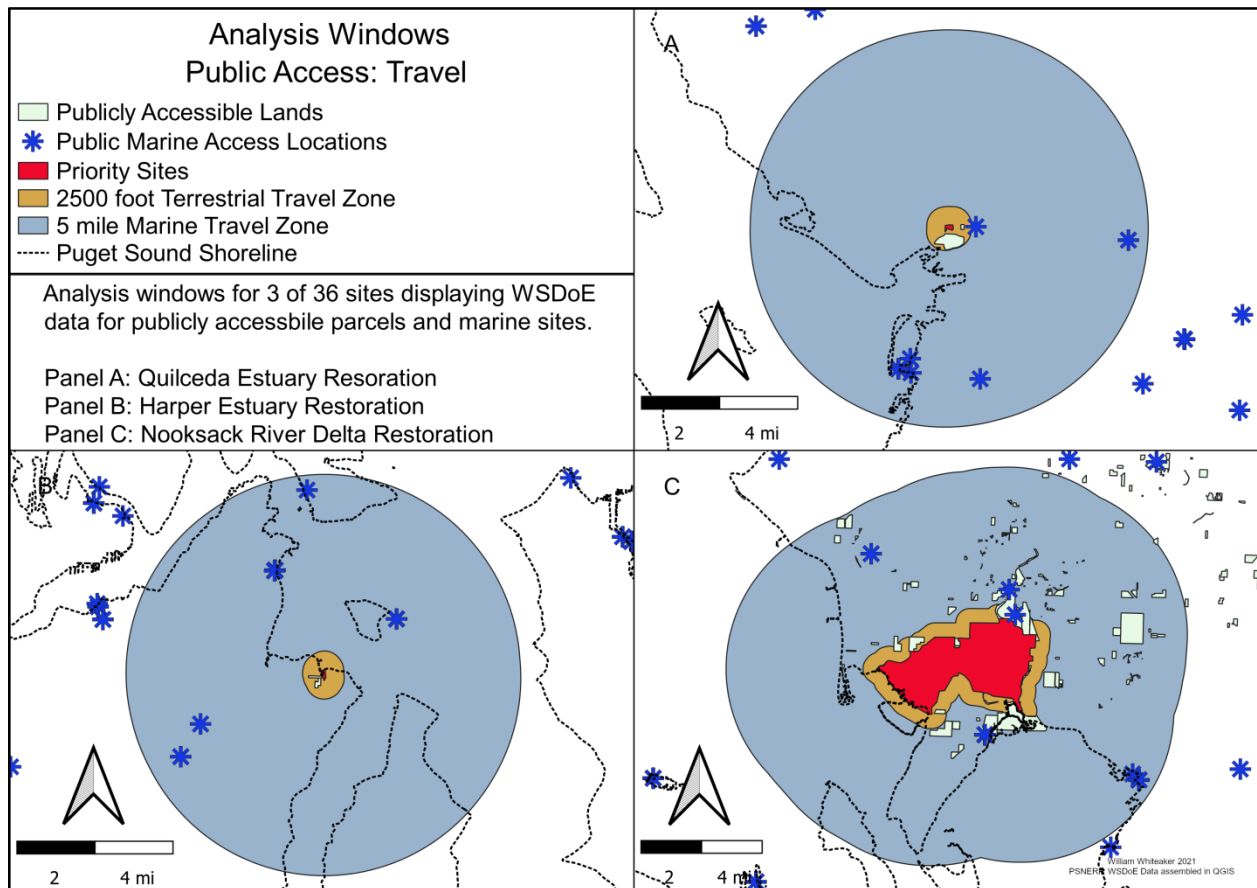 Analysis Windows
Public Access: Travel
Publicly Accessible Lands
Public Marine Access Locations
Priority Sites
2500 foot Terrestrial Travel Zone
5 mile Marine Travel Zone
Puget Sound Shoreline
Analysis windows for 3 of 36 sites displaying WSDoE
data for publicly accessbile parcels and marine sites.
Panel A: Quilceda Estuary Resoration
Panel B: Harper Estuary Restoration
Panel C: Nooksack River Delta Restoration
A
2 4 mi
B
2 4 mi
C
2 4 mi
William Whiteaker 2021
PSNERP, WSDoE Data assembled in QGIS